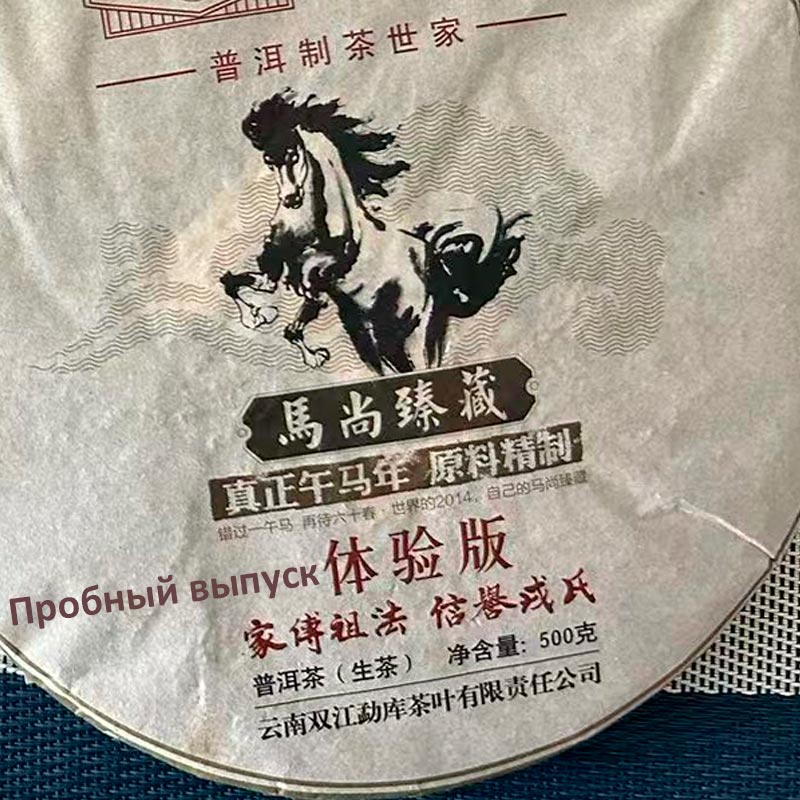 普洱制茶世家
馬尚臻藏
真正午马年 原料精制
错过一午马 再待六十春·世界的2014，自己的马尚臻藏
体验版
Пробный выпуск
家傳祖法 信譽戎氏
普洱茶（生茶） 净含量: 500克
云南双江勐库茶叶有限责任公司